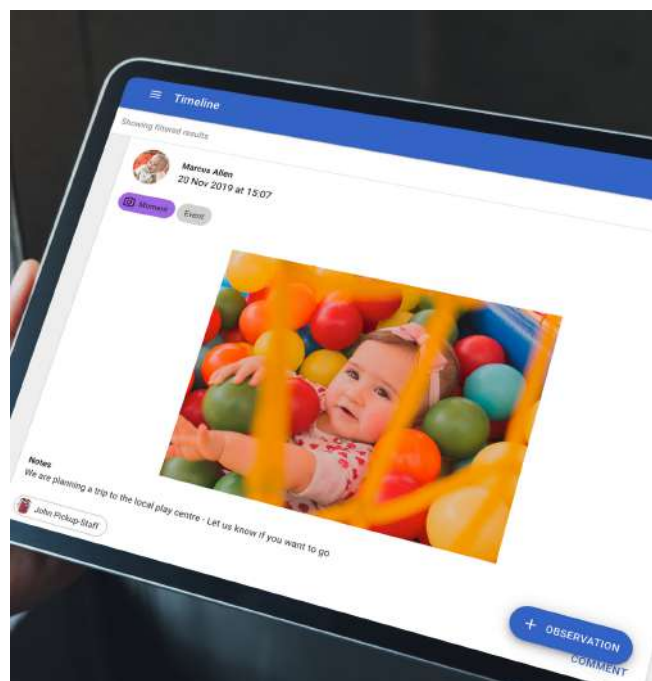 Timeline
Showing filtered results
Marcus Allen
20 Nov 2019 at 15:07
Moment
Event
Notes
We are planning a trip to the local play centre - Let us know if you want to go
John Pickup-Staff
+ OBSERVATION
COMMENT